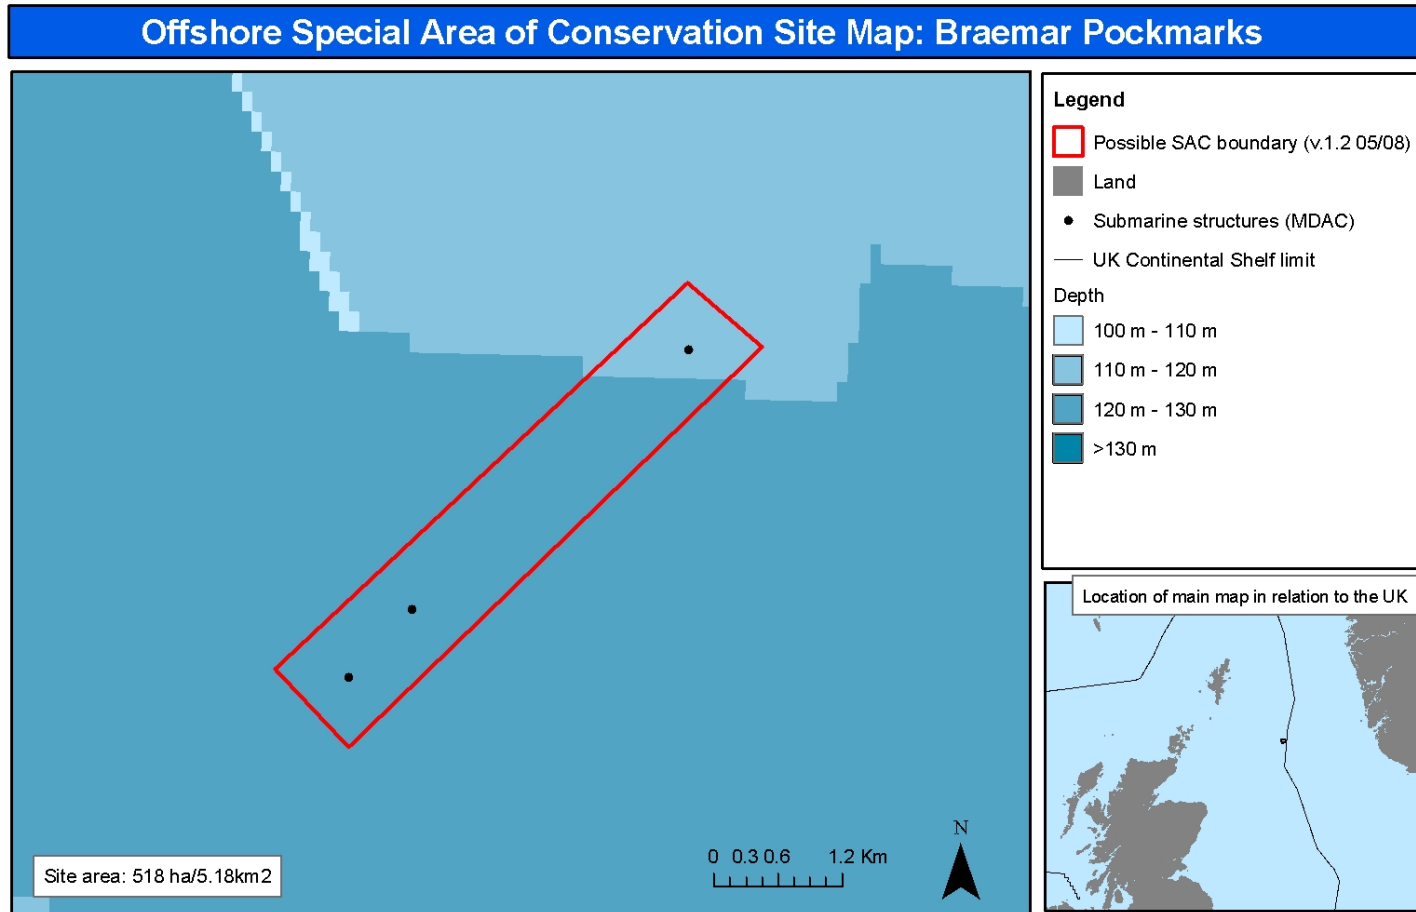 Offshore Special Area of Conservation Site Map: Braemar Pockmarks
Legend
Possible SAC boundary (v.1.2 05/08)
Land
Submarine structures (MDAC)
UK Continental Shelf limit
Depth
100 m - 110 m
110 m - 120 m
120 m - 130 m
>130 m
Location of main map in relation to the UK
N
0 0.3 0.6 1.2 Km
Site area: 518 ha/5.18km2